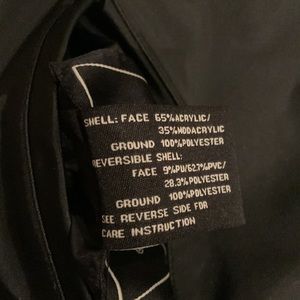 SHELL: FACE 65%ACRYLIC/
35%MODACRYLIC
GROUND 100%POLYESTER
REVERSIBLE SHELL:
FACE 9%PU/62.7%PVC/
28.3%POLYESTER
GROUND 100%POLYESTER
SEE REVERSE SIDE FOR
CARE INSTRUCTION